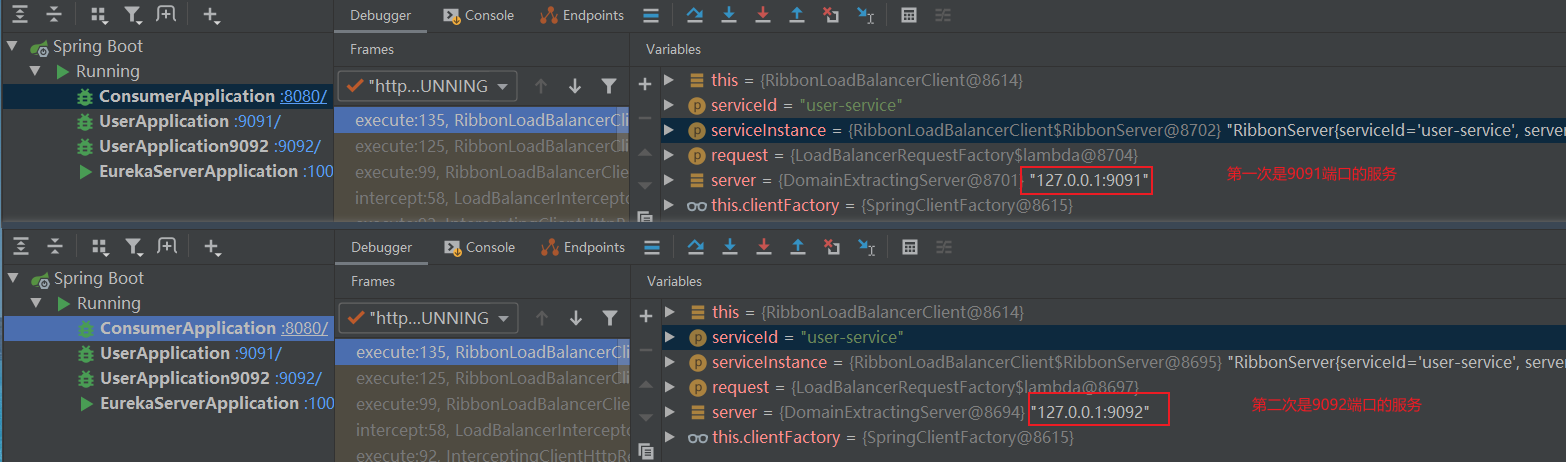 Debugger Console Endpoints
Spring Boot Frames Variables
Running "http...UNNING this = {RibbonLoadBalancerClient@8614}
ConsumerApplication :8080/ execute:135, RibbonLoadBalancerCli serviceId = "user-service"
UserApplication :9091/ execute:125, RibbonLoadBalancerCli serviceInstance = {RibbonLoadBalancerClient$RibbonServer@8702} "RibbonServer{serviceId='user-service', server
UserApplication9092 :9092/ execute:99, RibbonLoadBalancerClie request = {LoadBalancerRequestFactory$lambda@8704}
EurekaServerApplication :100 intercept:58, LoadBalancerIntercepto server = {DomainExtractingServer@8701} "127.0.0.1:9091" 第一次是9091端口的服务
execute:92, InterceptingClientHttpRe this.clientFactory = {SpringClientFactory@8615}
Debugger Console Endpoints
Spring Boot Frames Variables
Running "http...UNNING this = {RibbonLoadBalancerClient@8614}
ConsumerApplication :8080/ execute:135, RibbonLoadBalancerCli serviceId = "user-service"
UserApplication :9091/ execute:125, RibbonLoadBalancerCli serviceInstance = {RibbonLoadBalancerClient$RibbonServer@8695} "RibbonServer{serviceId='user-service', serve
UserApplication9092 :9092/ execute:99, RibbonLoadBalancerClie request = {LoadBalancerRequestFactory$lambda@8697}
EurekaServerApplication :100 intercept:58, LoadBalancerIntercepto server = {DomainExtractingServer@8694} "127.0.0.1:9092" 第二次是9092端口的服务
execute:92, InterceptingClientHttpRe this.clientFactory = {SpringClientFactory@8615}